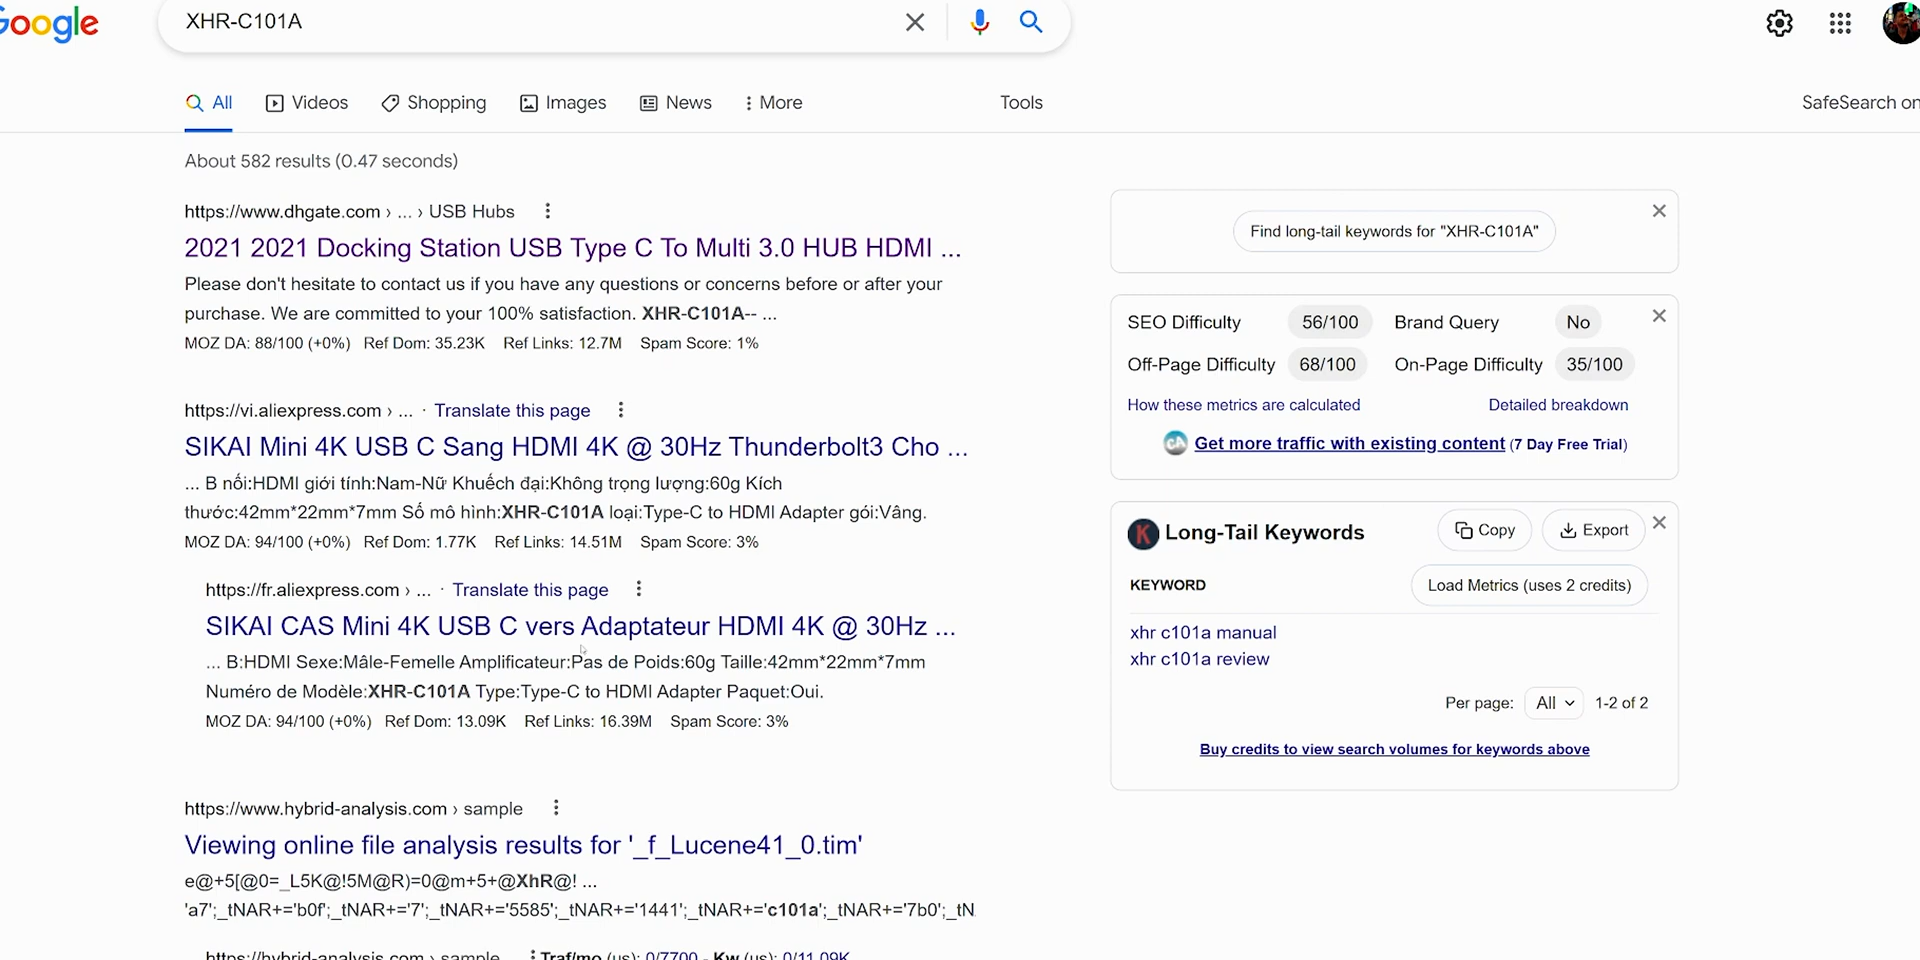 Google
XHR-C101A
All Videos Shopping Images News More Tools SafeSearch on
About 582 results (0.47 seconds)
https://www.dhgate.com › ... › USB Hubs
2021 2021 Docking Station USB Type C To Multi 3.0 HUB HDMI ...
Please don't hesitate to contact us if you have any questions or concerns before or after your
purchase. We are committed to your 100% satisfaction. XHR-C101A-- ...
MOZ DA: 88/100 (+0%) Ref Dom: 35.23K Ref Links: 12.7M Spam Score: 1%
https://vi.aliexpress.com › ... · Translate this page
SIKAI Mini 4K USB C Sang HDMI 4K @ 30Hz Thunderbolt3 Cho ...
... B nối:HDMI giới tính:Nam-Nữ Khuếch đại:Không trọng lượng:60g Kích
thước:42mm*22mm*7mm Số mô hình:XHR-C101A loại:Type-C to HDMI Adapter gói:Vâng.
MOZ DA: 94/100 (+0%) Ref Dom: 1.77K Ref Links: 14.51M Spam Score: 3%
https://fr.aliexpress.com › ... · Translate this page
SIKAI CAS Mini 4K USB C vers Adaptateur HDMI 4K @ 30Hz ...
... B:HDMI Sexe:Mâle-Femelle Amplificateur:Pas de Poids:60g Taille:42mm*22mm*7mm
Numéro de Modèle:XHR-C101A Type:Type-C to HDMI Adapter Paquet:Oui.
MOZ DA: 94/100 (+0%) Ref Dom: 13.09K Ref Links: 16.39M Spam Score: 3%
https://www.hybrid-analysis.com › sample
Viewing online file analysis results for '_f_Lucene41_0.tim'
e@+5[@0=_L5K@!5M@R)=0@m+5+@XhR@! ...
'a7';_tNAR+='b0f';_tNAR+='7';_tNAR+='5585';_tNAR+='1441';_tNAR+='c101a';_tNAR+='7b0';_tN
https://hybrid-analysis.com › sample Traf/mo (us): 0/7700 - Kw (us): 0/11.09K
Find long-tail keywords for "XHR-C101A"
SEO Difficulty 56/100 Brand Query No
Off-Page Difficulty 68/100 On-Page Difficulty 35/100
How these metrics are calculated Detailed breakdown
Get more traffic with existing content (7 Day Free Trial)
Long-Tail Keywords Copy Export
KEYWORD Load Metrics (uses 2 credits)
xhr c101a manual
xhr c101a review
Per page: All 1-2 of 2
Buy credits to view search volumes for keywords above